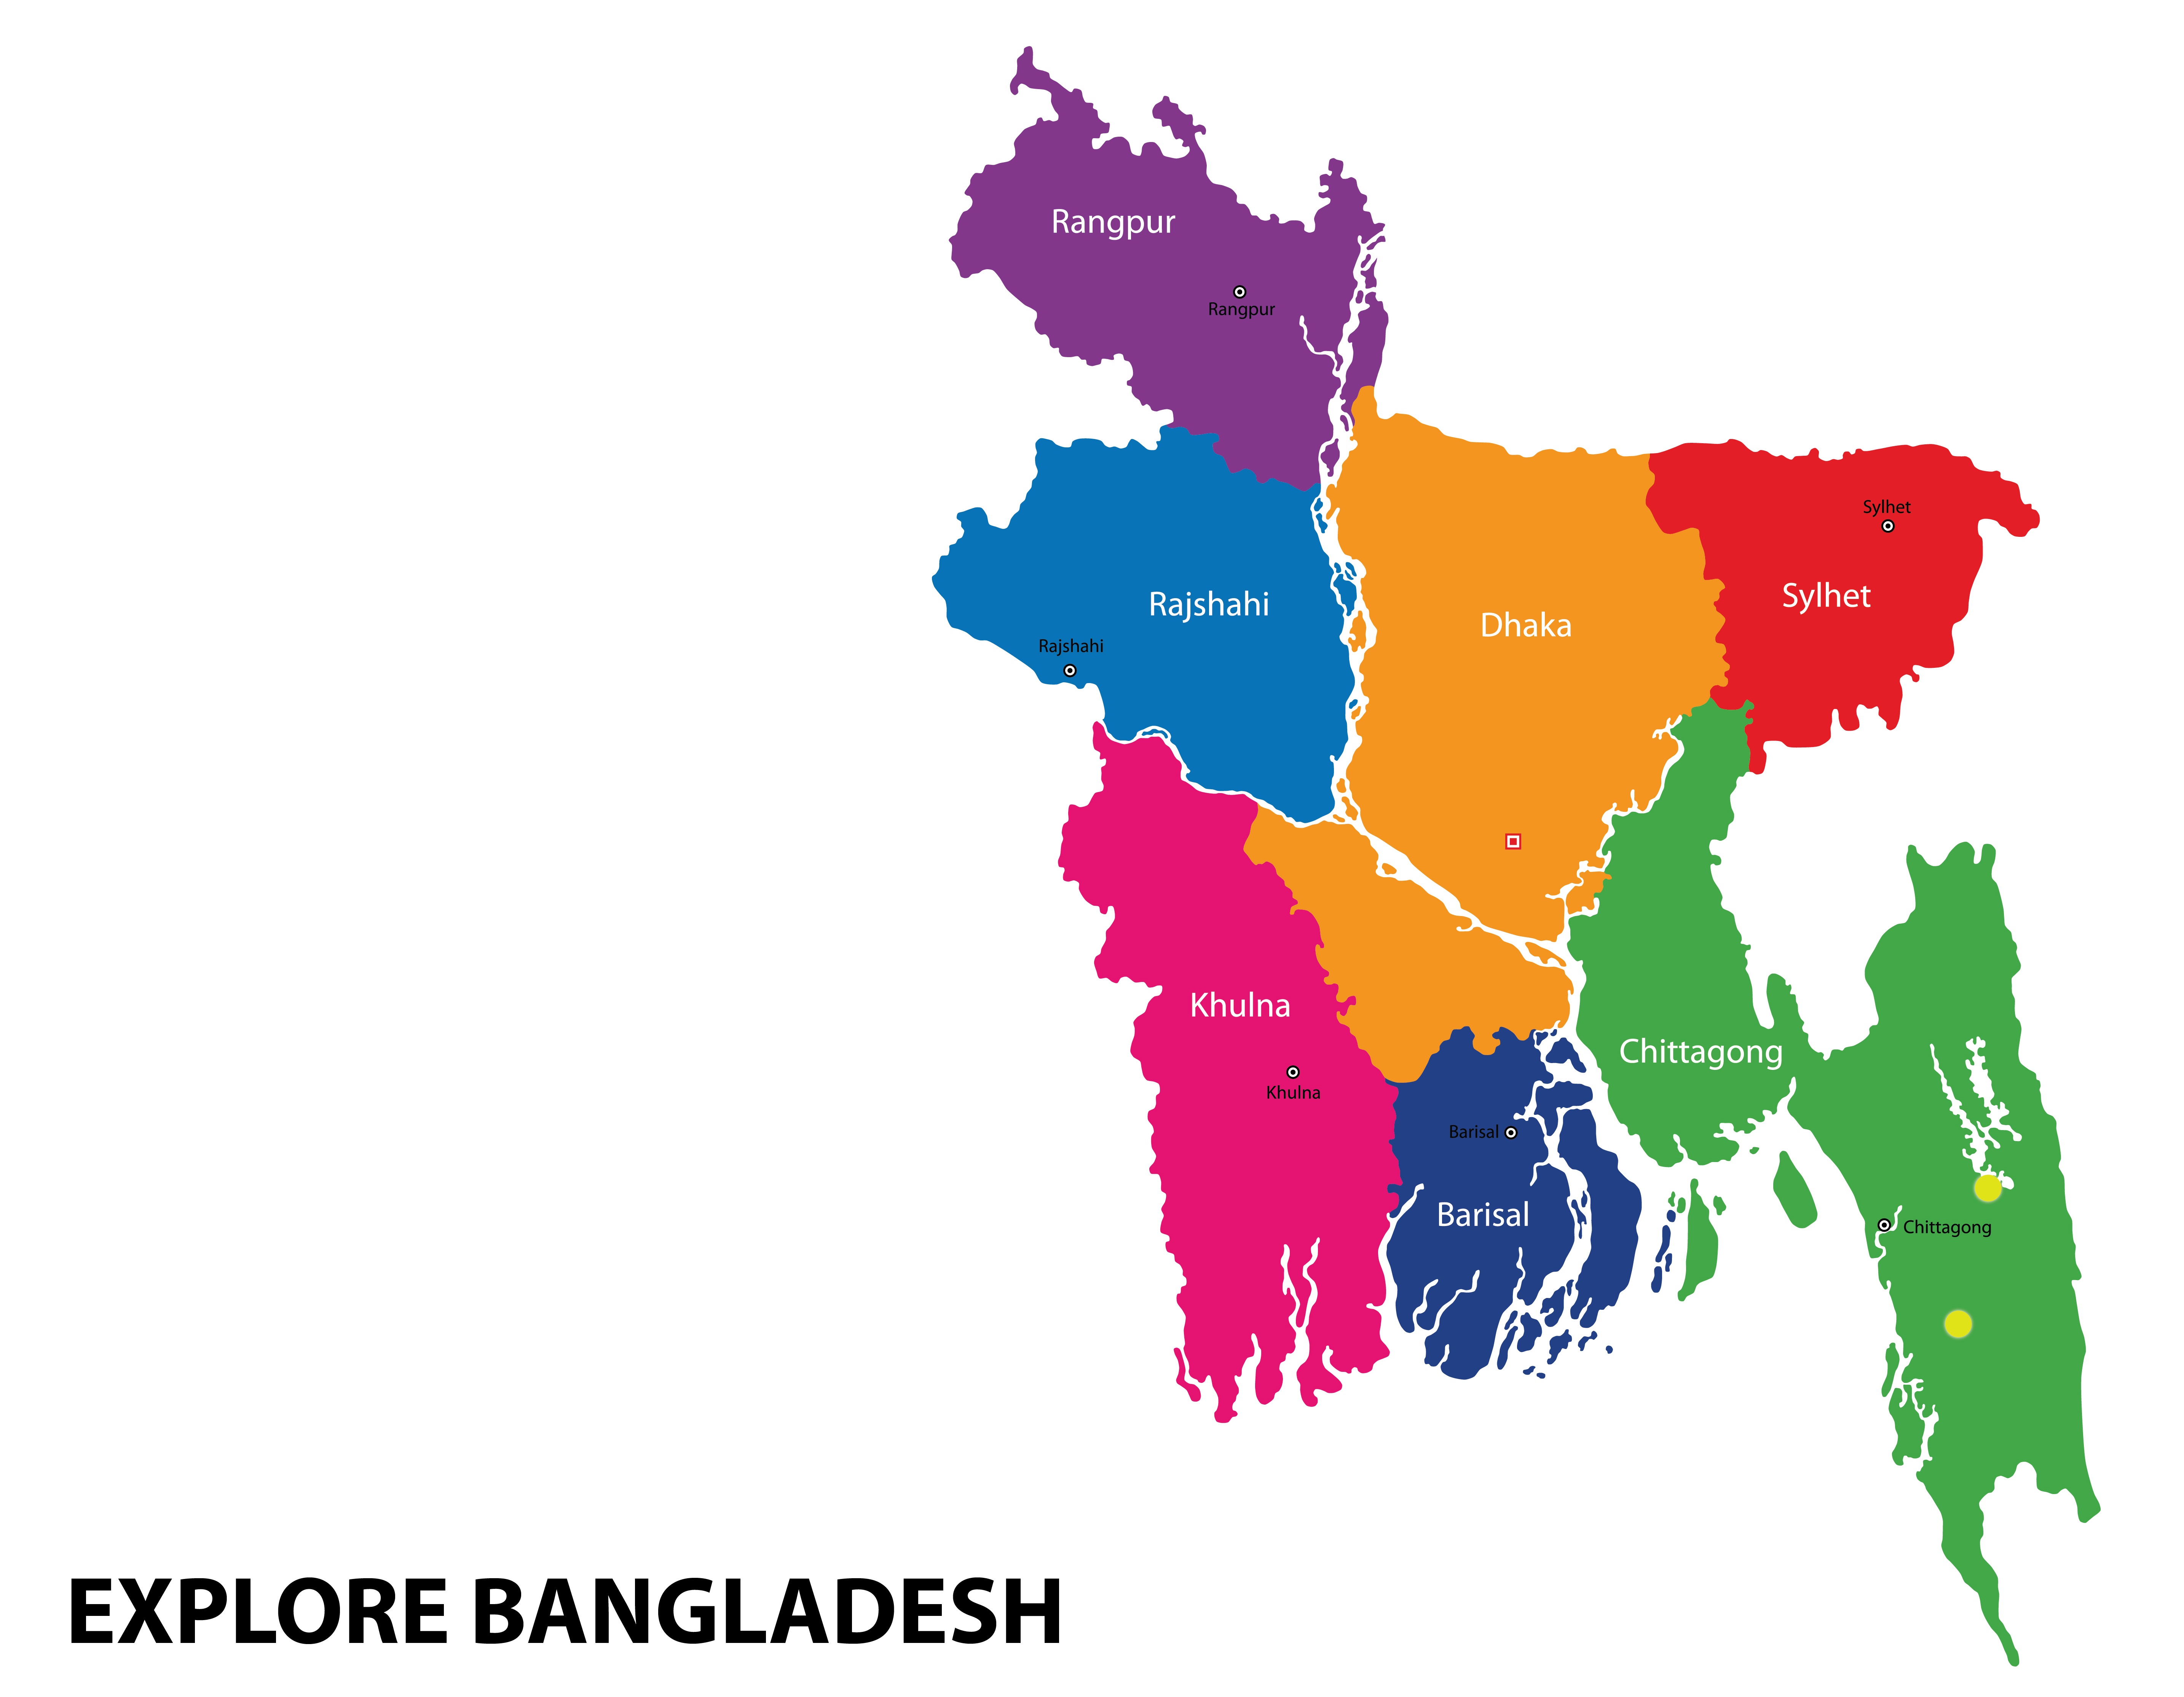 Rangpur
Rangpur
Sylhet
Sylhet
Rajshahi
Dhaka
Rajshahi
Khulna
Chittagong
Khulna
Barisal
Barisal
Chittagong
EXPLORE BANGLADESH